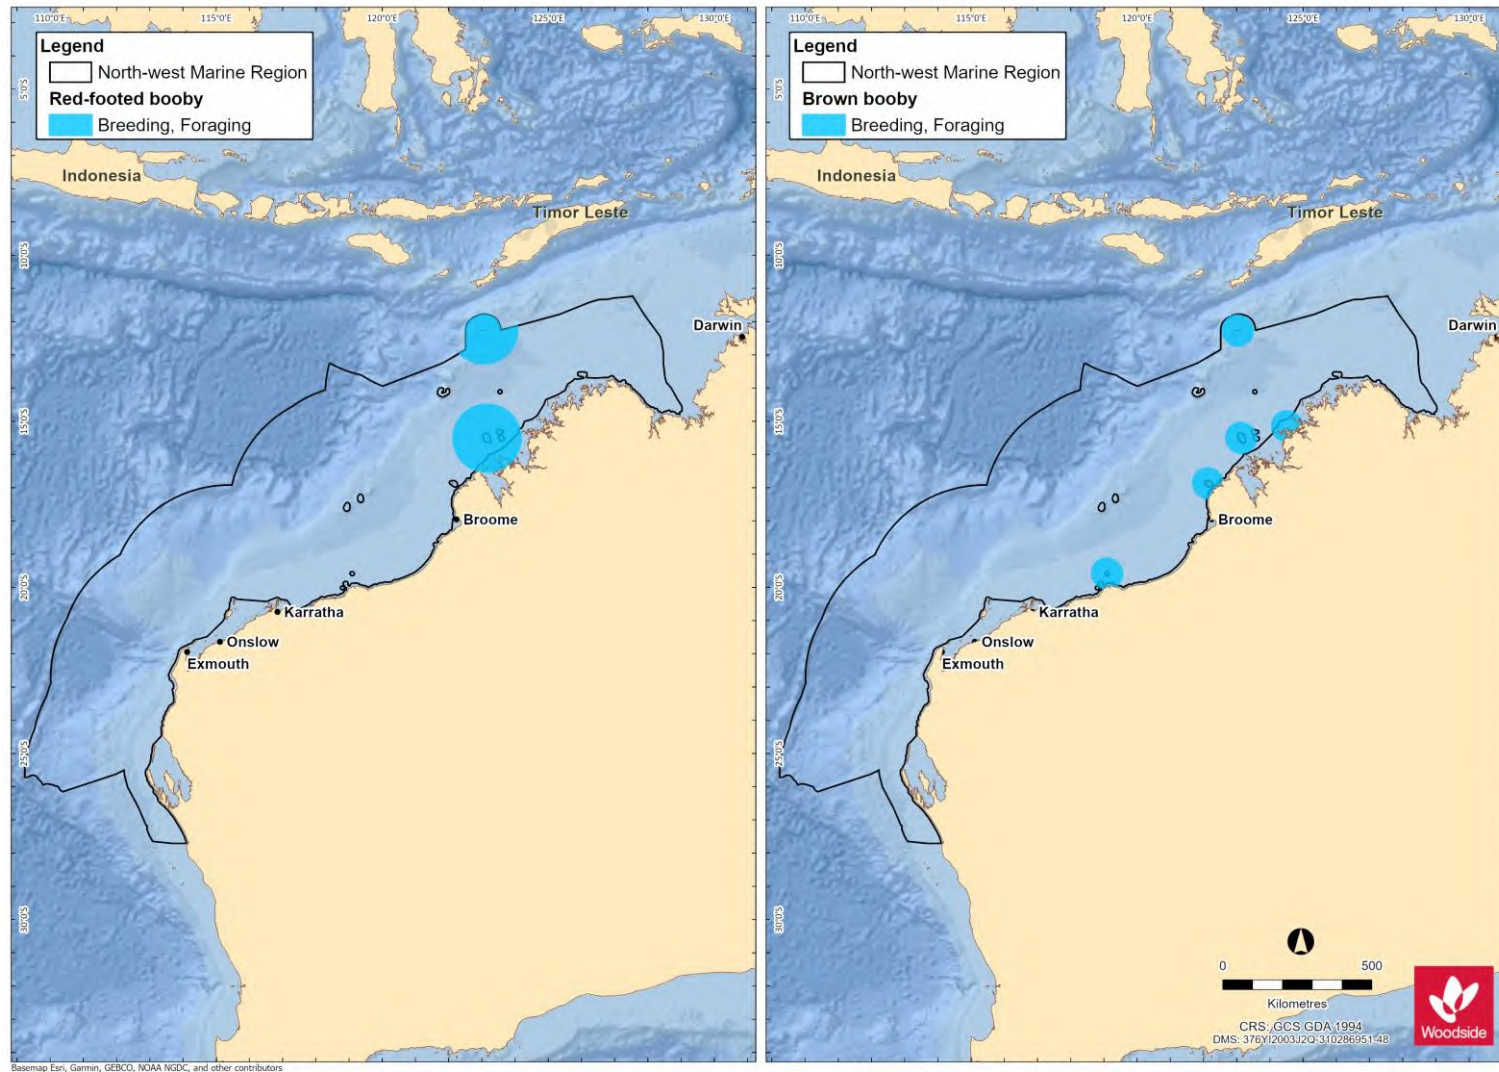 110°0'E 115°0'E 120°0'E 125°0'E 130°0'E
Legend
North-west Marine Region
Red-footed booby
Breeding, Foraging
5°0'S
Indonesia
Timor Leste
10°0'S
Darwin
15°0'S
Broome
20°0'S
Karratha
Onslow
Exmouth
25°0'S
30°0'S
Basemap Esri, Garmin, GEBCO, NOAA NGDC, and other contributors
110°0'E 115°0'E 120°0'E 125°0'E 130°0'E
Legend
North-west Marine Region
Brown booby
Breeding, Foraging
5°0'S
Indonesia
Timor Leste
10°0'S
Darwin
15°0'S
Broome
20°0'S
Karratha
Onslow
Exmouth
25°0'S
30°0'S
0 500
Kilometres
CRS: GCS GDA 1994
DMS: 376YI2003J2Q-310286951-48
Woodside